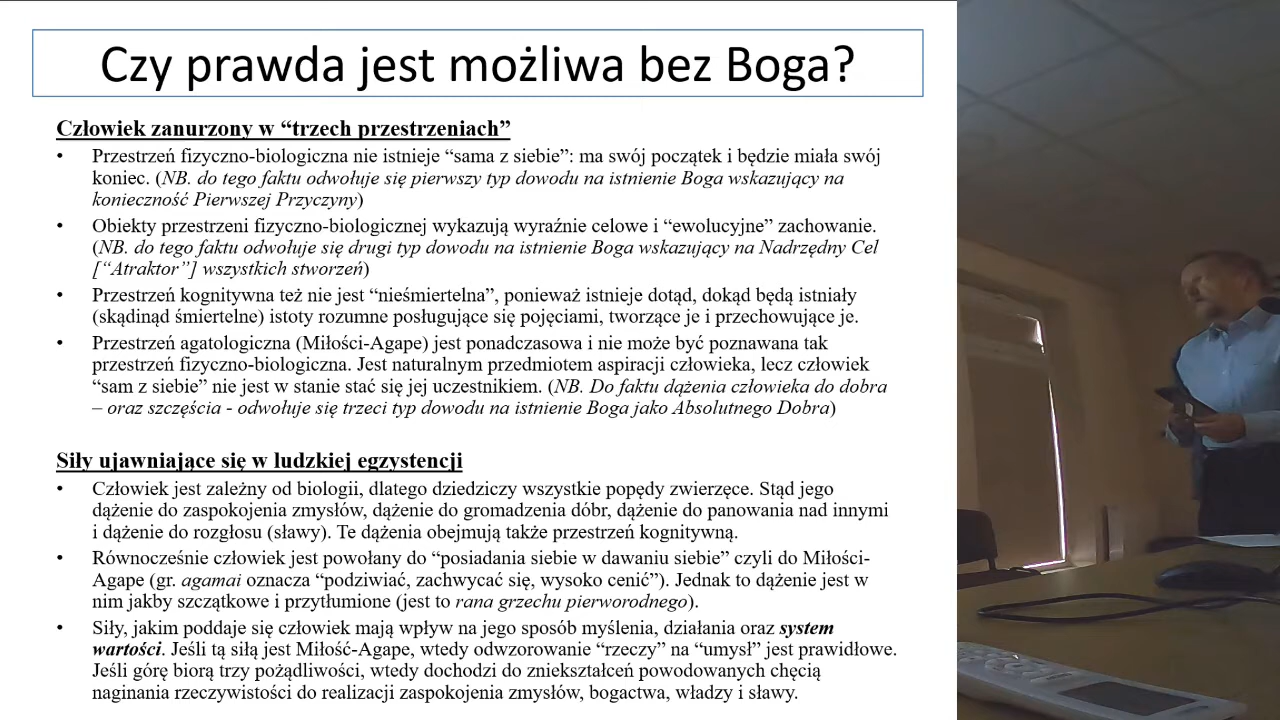 Czy prawda jest możliwa bez Boga?
Człowiek zanurzony w “trzech przestrzeniach”
• Przestrzeń fizyczno-biologiczna nie istnieje “sama z siebie”: ma swój początek i będzie miała swój
koniec. (NB. do tego faktu odwołuje się pierwszy typ dowodu na istnienie Boga wskazujący na
konieczność Pierwszej Przyczyny)
• Obiekty przestrzeni fizyczno-biologicznej wykazują wyraźnie celowe i “ewolucyjne” zachowanie.
(NB. do tego faktu odwołuje się drugi typ dowodu na istnienie Boga wskazujący na Nadrzędny Cel
[“Atraktor”] wszystkich stworzeń)
• Przestrzeń kognitywna też nie jest “nieśmiertelna”, ponieważ istnieje dotąd, dokąd będą istniały
(skądinąd śmiertelne) istoty rozumne posługujące się pojęciami, tworzące je i przechowujące je.
• Przestrzeń agatologiczna (Miłości-Agape) jest ponadczasowa i nie może być poznawana tak
przestrzeń fizyczno-biologiczna. Jest naturalnym przedmiotem aspiracji człowieka, lecz człowiek
“sam z siebie” nie jest w stanie stać się jej uczestnikiem. (NB. Do faktu dążenia człowieka do dobra
– oraz szczęścia - odwołuje się trzeci typ dowodu na istnienie Boga jako Absolutnego Dobra)
Siły ujawniające się w ludzkiej egzystencji
• Człowiek jest zależny od biologii, dlatego dziedziczy wszystkie popędy zwierzęce. Stąd jego
dążenie do zaspokojenia zmysłów, dążenie do gromadzenia dóbr, dążenie do panowania nad innymi
i dążenie do rozgłosu (sławy). Te dążenia obejmują także przestrzeń kognitywną.
• Równocześnie człowiek jest powołany do “posiadania siebie w dawaniu siebie” czyli do Miłości-
Agape (gr. agamai oznacza “podziwiać, zachwycać się, wysoko cenić”). Jednak to dążenie jest w
nim jakby szczątkowe i przytłumione (jest to rana grzechu pierworodnego).
• Siły, jakim poddaje się człowiek mają wpływ na jego sposób myślenia, działania oraz system
wartości. Jeśli tą siłą jest Miłość-Agape, wtedy odwzorowanie “rzeczy” na “umysł” jest prawidłowe.
Jeśli górę biorą trzy pożądliwości, wtedy dochodzi do zniekształceń powodowanych chęcią
naginania rzeczywistości do realizacji zaspokojenia zmysłów, bogactwa, władzy i sławy.